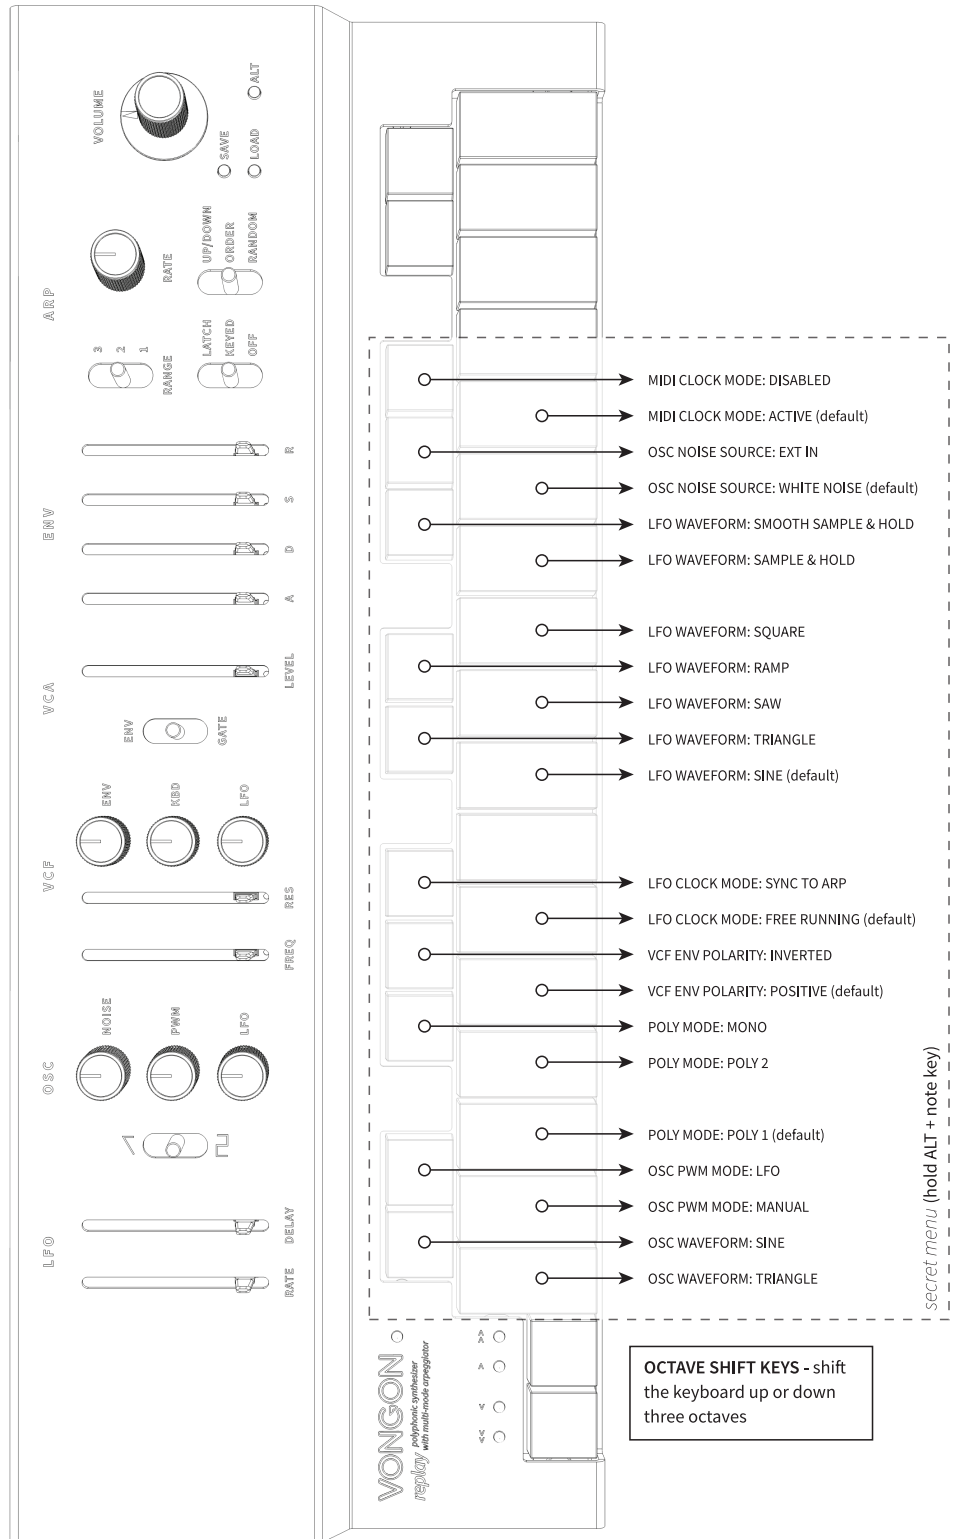 VOLUME
ALT
SAVE
LOAD
ARP
RATE
UP/DOWN
ORDER
RANDOM
3
2
1
RANGE
LATCH
KEYED
OFF
ENV
R
S
D
A
VCA
LEVEL
ENV
GATE
VCF
ENV
KBD
LFO
RES
FREQ
OSC
NOISE
PWM
LFO
LFO
DELAY
RATE
MIDI CLOCK MODE: DISABLED
MIDI CLOCK MODE: ACTIVE (default)
OSC NOISE SOURCE: EXT IN
OSC NOISE SOURCE: WHITE NOISE (default)
LFO WAVEFORM: SMOOTH SAMPLE & HOLD
LFO WAVEFORM: SAMPLE & HOLD
LFO WAVEFORM: SQUARE
LFO WAVEFORM: RAMP
LFO WAVEFORM: SAW
LFO WAVEFORM: TRIANGLE
LFO WAVEFORM: SINE (default)
LFO CLOCK MODE: SYNC TO ARP
LFO CLOCK MODE: FREE RUNNING (default)
VCF ENV POLARITY: INVERTED
VCF ENV POLARITY: POSITIVE (default)
POLY MODE: MONO
POLY MODE: POLY 2
POLY MODE: POLY 1 (default)
OSC PWM MODE: LFO
OSC PWM MODE: MANUAL
OSC WAVEFORM: SINE
OSC WAVEFORM: TRIANGLE
secret menu (hold ALT + note key)
VONGON
replay polyphonic synthesizer
with multi-mode arpeggiator
OCTAVE SHIFT KEYS - shift
the keyboard up or down
three octaves